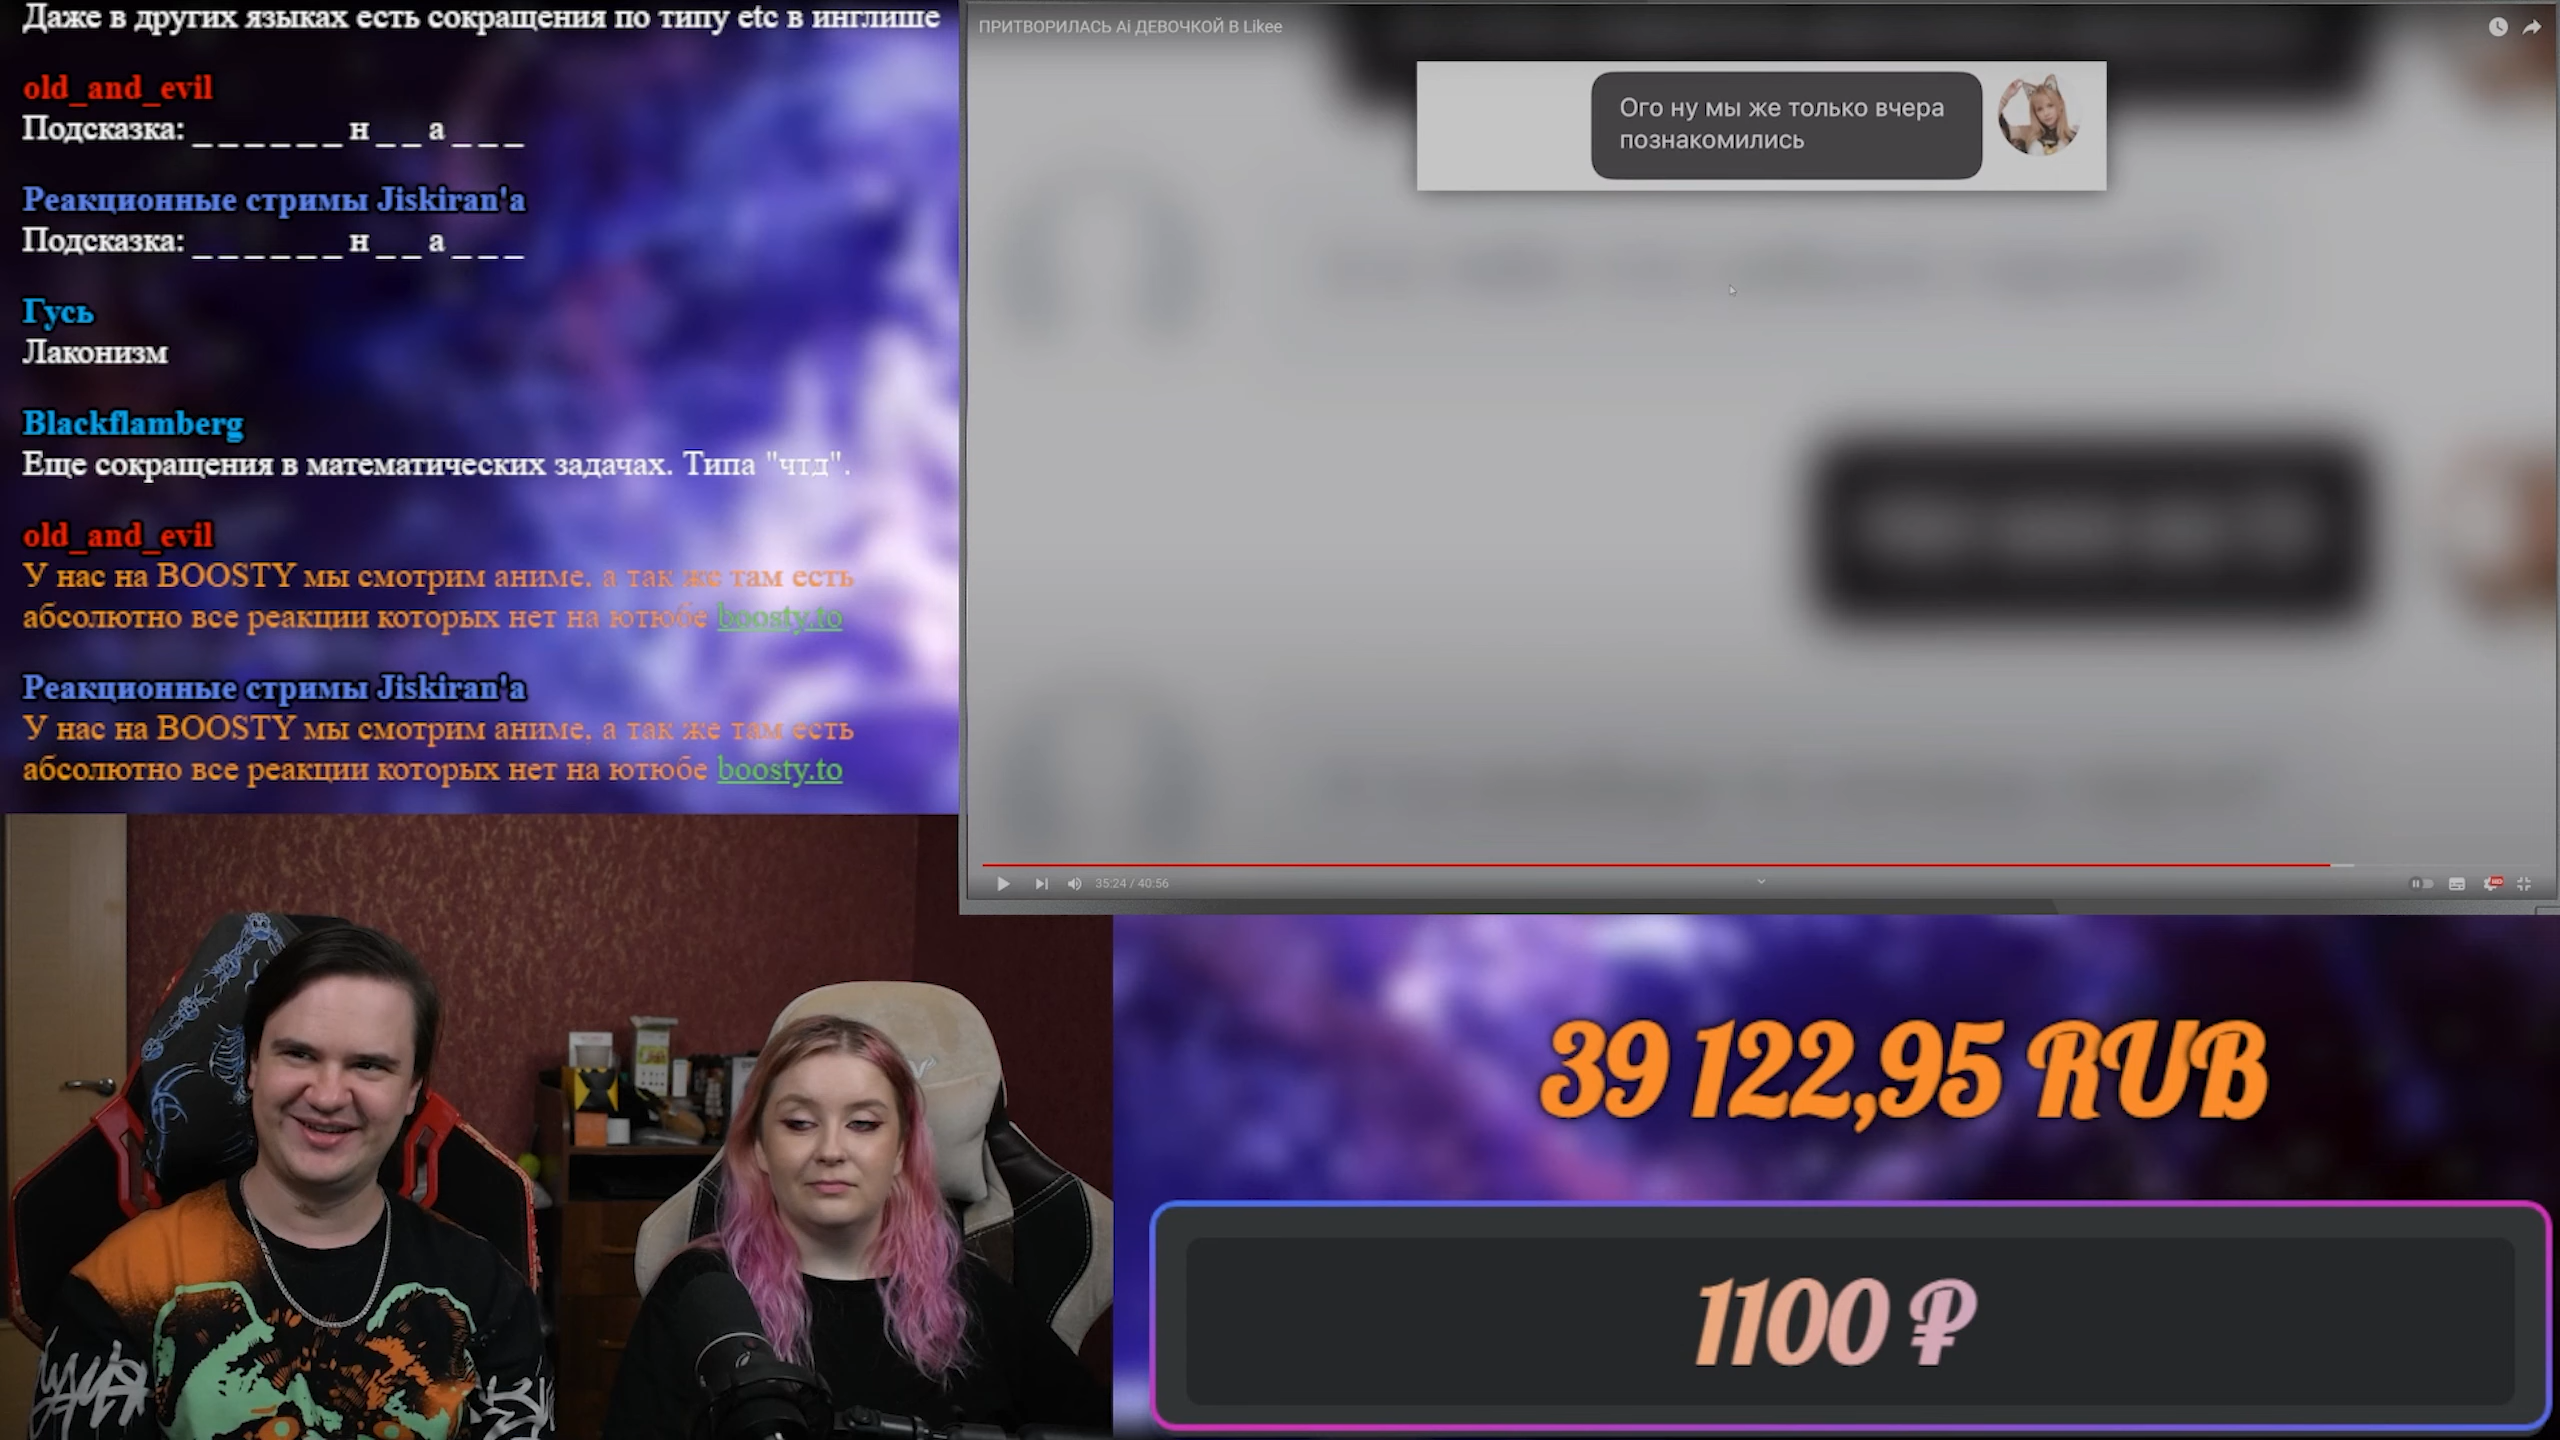 Даже в других языках есть сокращения по типу etc в инглише
old_and_evil
Подсказка: _ _ _ _ _ _ н _ _ а _ _ _
Реакционные стримы Jiskiran'а
Подсказка: _ _ _ _ _ _ н _ _ а _ _ _
Гусь
Лаконизм
Blackflamberg
Еще сокращения в математических задачах. Типа "чтд".
old_and_evil
У нас на BOOSTY мы смотрим аниме, а так же там есть
абсолютно все реакции которых нет на ютюбе boosty.to
Реакционные стримы Jiskiran'а
У нас на BOOSTY мы смотрим аниме, а так же там есть
абсолютно все реакции которых нет на ютюбе boosty.to
ПРИТВОРИЛАСЬ Ai ДЕВОЧКОЙ В Likee
Ого ну мы же только вчера
познакомились
35:24 / 40:56
HD
39 122,95 RUB
1100 ₽